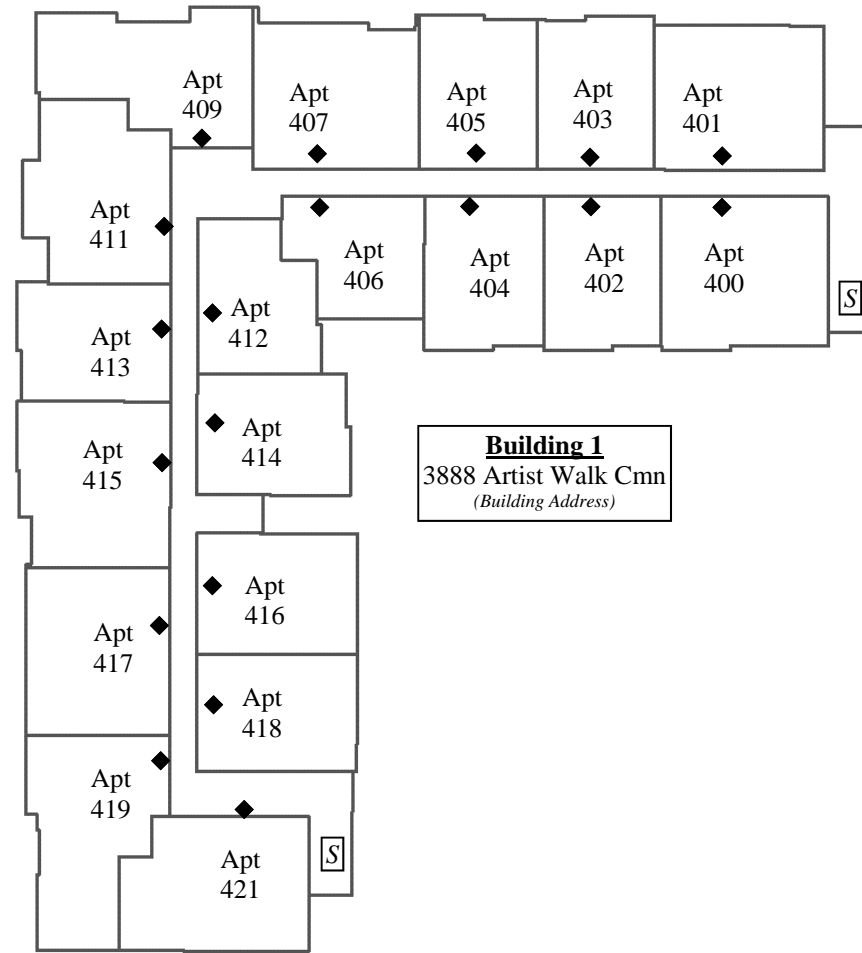 Apt
409
Apt
407
Apt
405
Apt
403
Apt
401
Apt
411
Apt
406
Apt
404
Apt
402
Apt
400
S
Apt
412
Apt
413
Apt
414
Apt
415
Building 1
3888 Artist Walk Cmn
(Building Address)
Apt
416
Apt
417
Apt
418
Apt
419
Apt
421
S